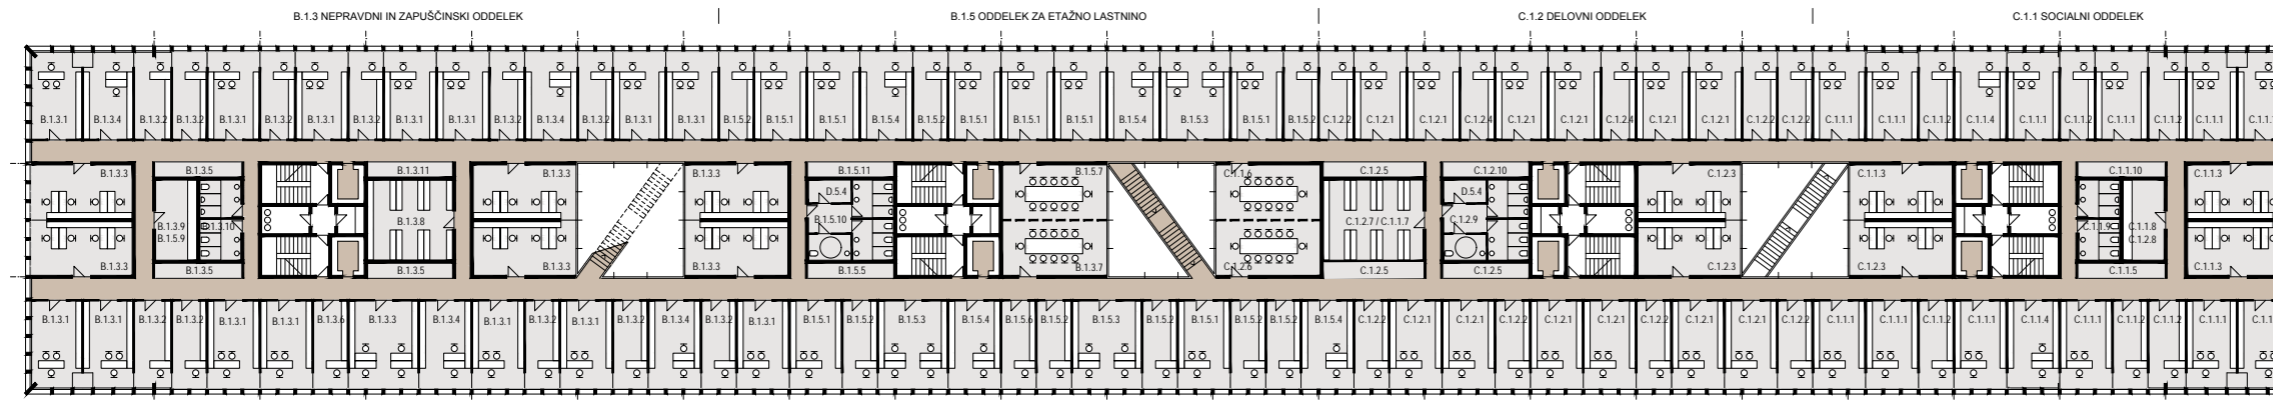 B.1.3 NEPRAVDNI IN ZAPUŠČINSKI ODDELEK B.1.5 ODDELEK ZA ETAŽNO LASTNINO C.1.2 DELOVNI ODDELEK C.1.1 SOCIALNI ODDELEK
B.1.3.1 B.1.3.4 B.1.3.2 B.1.3.2 B.1.3.1 B.1.3.2 B.1.3.1 B.1.3.2 B.1.3.1 B.1.3.1 B.1.3.2 B.1.3.4 B.1.3.2 B.1.3.1 B.1.3.1 B.1.5.2 B.1.5.1 B.1.5.1 B.1.5.4 B.1.5.2 B.1.5.1 B.1.5.1 B.1.5.1 B.1.5.4 B.1.5.3 B.1.5.1 B.1.5.2 C.1.2.2 C.1.2.1 C.1.2.1 C.1.2.4 C.1.2.1 C.1.2.1 C.1.2.4 C.1.2.1 C.1.2.1 C.1.2.2 C.1.2.2 C.1.1.1 C.1.1.1 C.1.1.2 C.1.1.4 C.1.1.1 C.1.1.2 C.1.1.1 C.1.1.2 C.1.1.1
B.1.3.3 B.1.3.5 B.1.3.11 B.1.3.3 B.1.3.3 B.1.5.11 B.1.5.7 C.1.1.6 C.1.2.5 C.1.2.10 C.1.2.3 C.1.1.3 C.1.1.10 C.1.1.3
D.5.4 D.5.4
B.1.3.9 B.1.3.10 B.1.3.8 B.1.5.10 C.1.2.7 / C.1.1.7 C.1.2.9 C.1.1.9 C.1.1.8
B.1.5.9 C.1.2.8
B.1.3.3 B.1.3.5 B.1.3.5 B.1.3.3 B.1.3.3 B.1.5.5 B.1.3.7 C.1.2.6 C.1.2.5 C.1.2.5 C.1.2.3 C.1.2.3 C.1.1.5 C.1.1.3
B.1.3.1 B.1.3.1 B.1.3.2 B.1.3.2 B.1.3.1 B.1.3.1 B.1.3.6 B.1.3.3 B.1.3.4 B.1.3.1 B.1.3.2 B.1.3.1 B.1.3.2 B.1.3.4 B.1.3.2 B.1.3.1 B.1.5.1 B.1.5.2 B.1.5.3 B.1.5.4 B.1.5.6 B.1.5.2 B.1.5.3 B.1.5.2 B.1.5.1 B.1.5.2 B.1.5.2 B.1.5.4 C.1.2.2 C.1.2.1 C.1.2.1 C.1.2.2 C.1.2.1 C.1.2.1 C.1.2.2 C.1.2.1 C.1.2.1 C.1.2.2 C.1.1.1 C.1.1.1 C.1.1.2 C.1.1.1 C.1.1.4 C.1.1.1 C.1.1.2 C.1.1.2 C.1.1.1